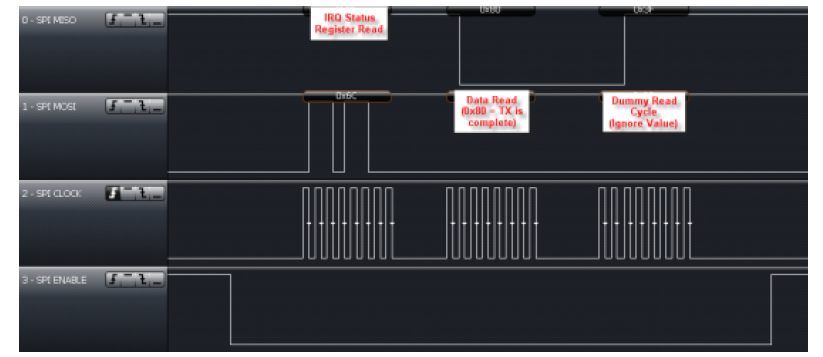 0 - SPI MISO
IRQ Status
Register Read
0x80
0x3F
1 - SPI MOSI
0x6C
Data Read
(0x80 - TX is
complete)
Dummy Read
Cycle
(Ignore Value)
2 - SPI CLOCK
3 - SPI ENABLE